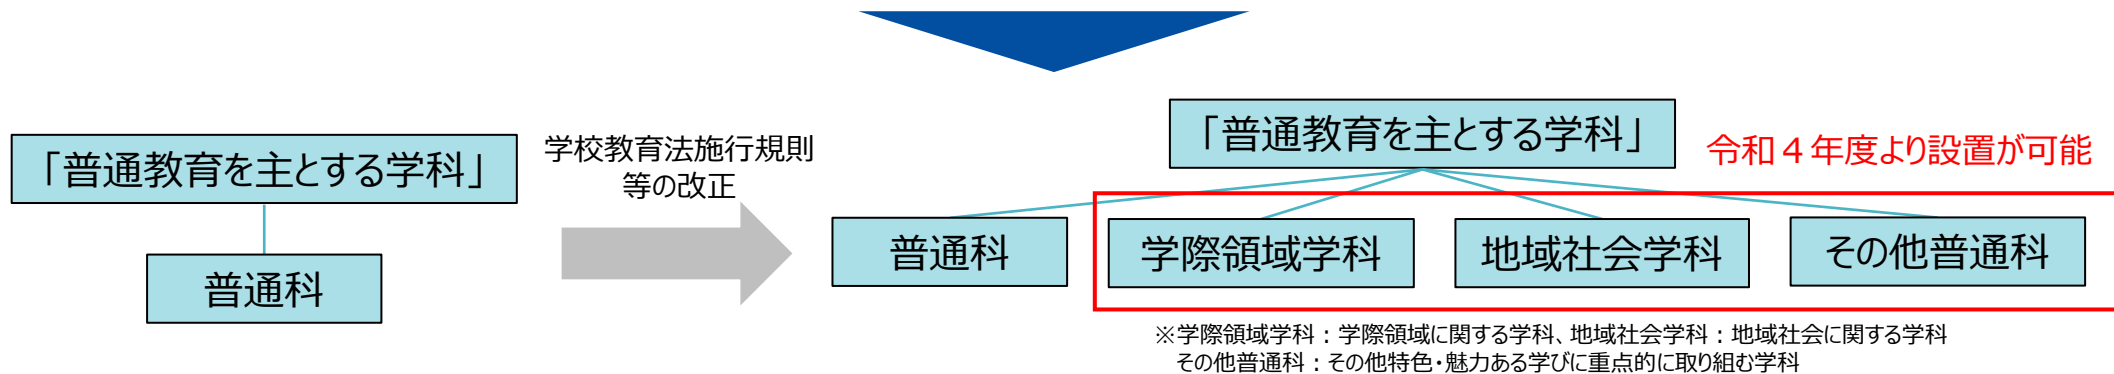 「普通教育を主とする学科」
普通科
学校教育法施行規則
等の改正
「普通教育を主とする学科」
令和４年度より設置が可能
普通科
学際領域学科
地域社会学科
その他普通科
※学際領域学科：学際領域に関する学科、地域社会学科：地域社会に関する学科
その他普通科：その他特色・魅力ある学びに重点的に取り組む学科